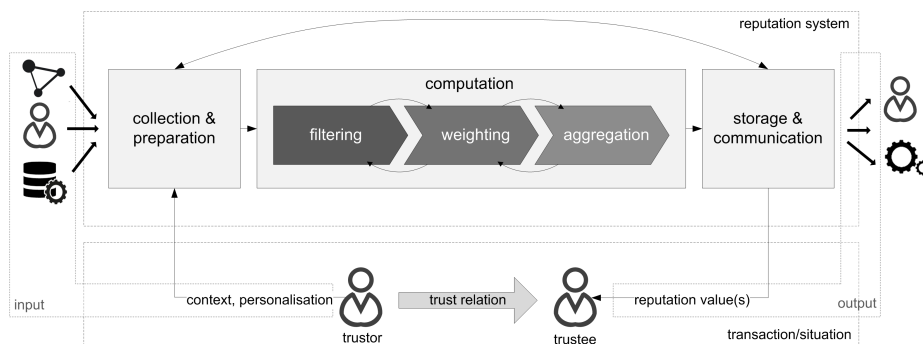 reputation system
computation
collection &
preparation
filtering
weighting
aggregation
storage &
communication
context, personalisation
trust relation
reputation value(s)
input
output
trustor
trustee
transaction/situation